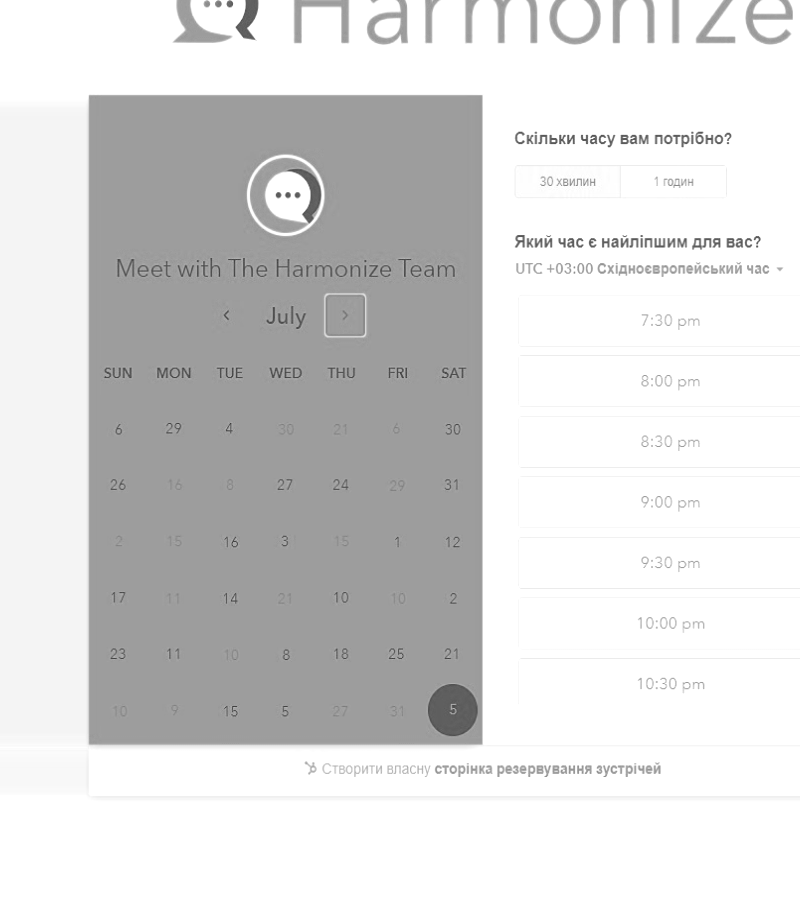 Harmonize
Meet with The Harmonize Team
July
SUN MON TUE WED THU FRI SAT
6 29 4 30 21 6 30
26 16 8 27 24 29 31
2 15 16 3 15 1 12
17 11 14 21 10 10 2
23 11 10 8 18 25 21
10 9 15 5 27 31 5
Скільки часу вам потрібно?
30 хвилин 1 годин
Який час є найліпшим для вас?
UTC +03:00 Східноєвропейський час
7:30 pm
8:00 pm
8:30 pm
9:00 pm
9:30 pm
10:00 pm
10:30 pm
Створити власну сторінка резервування зустрічей